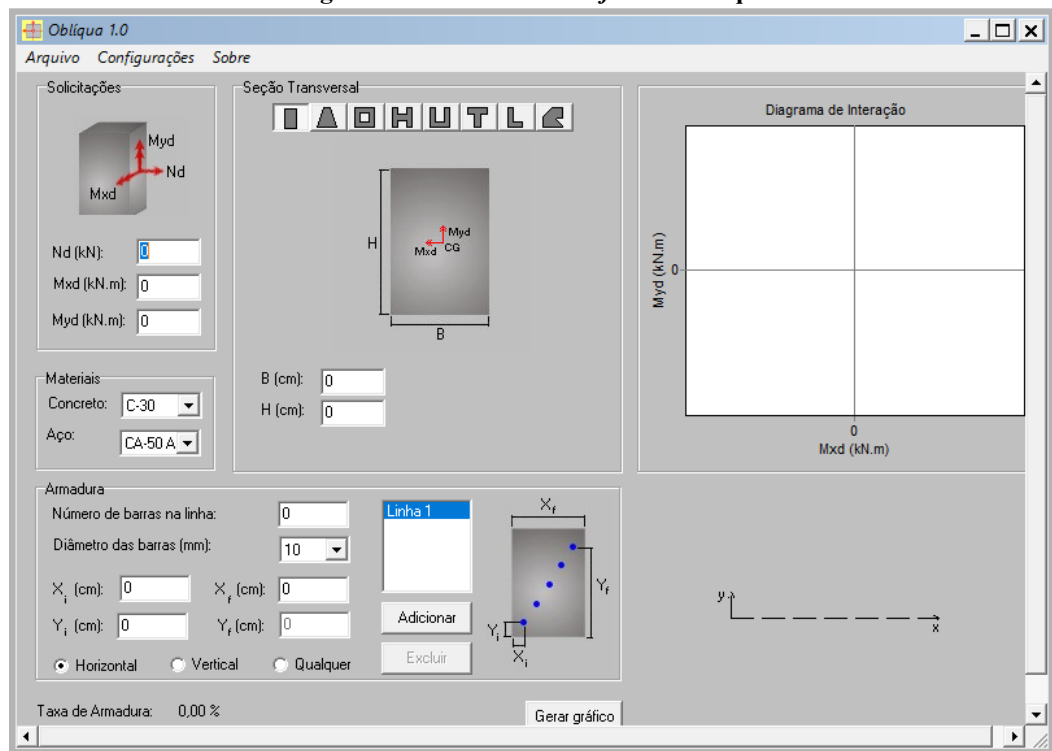 Oblíqua 1.0
Arquivo Configurações Sobre
Solicitações
Myd
Nd
Mxd
Nd (kN): 0
Mxd (kN.m): 0
Myd (kN.m): 0
Materiais
Concreto: C-30
Aço: CA-50 A
Seção Transversal
H
Myd
Mxd CG
B
B (cm): 0
H (cm): 0
Diagrama de Interação
Myd (kN.m)
0
0
Mxd (kN.m)
Armadura
Número de barras na linha: 0
Diâmetro das barras (mm): 10
Xi (cm): 0 Xf (cm): 0
Yi (cm): 0 Yf (cm): 0
Horizontal Vertical Qualquer
Linha 1
Adicionar
Excluir
Xf
Yf
Yi
Xi
y
x
Taxa de Armadura: 0,00 %
Gerar gráfico